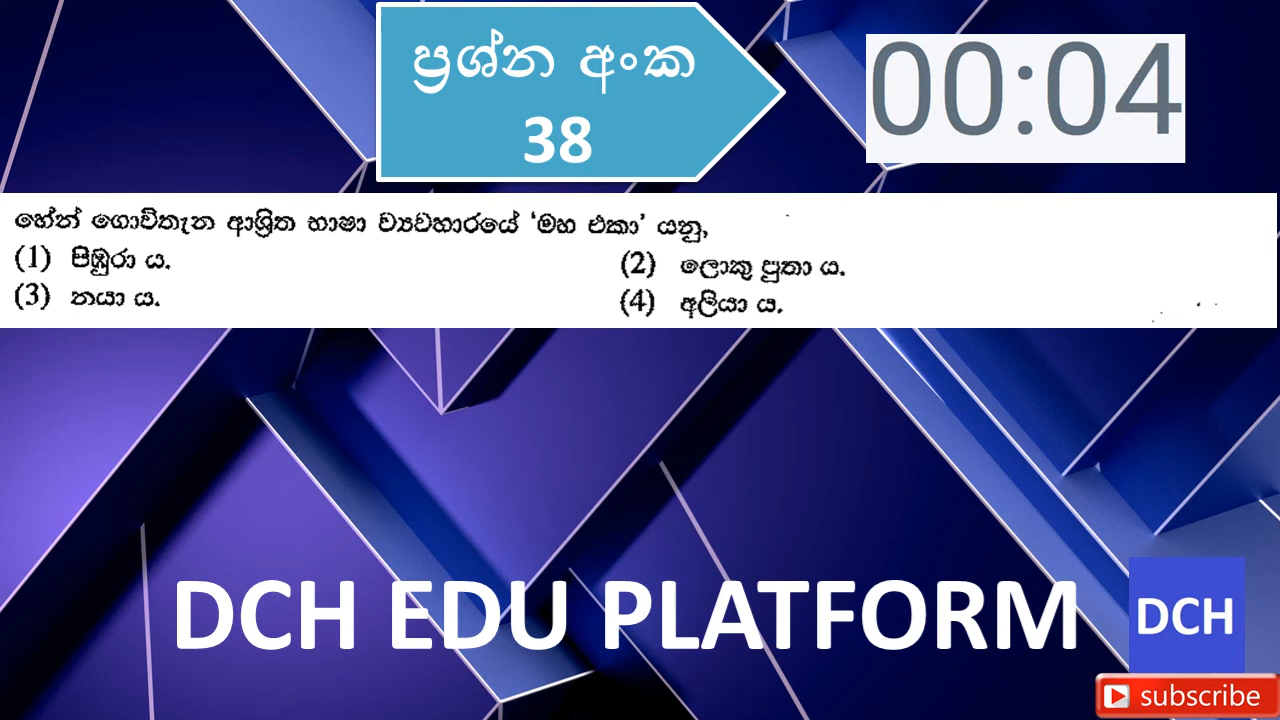 ප්‍රශ්න අංක
38
00:04
හේන් ගොවිතැන ආශ්‍රිත භාෂා ව්‍යවහාරයේ 'මහ එකා' යනු,
(1) පිඹුරා ය. (2) ලොකු පුතා ය.
(3) නයා ය. (4) අලියා ය.
DCH EDU PLATFORM
DCH
subscribe